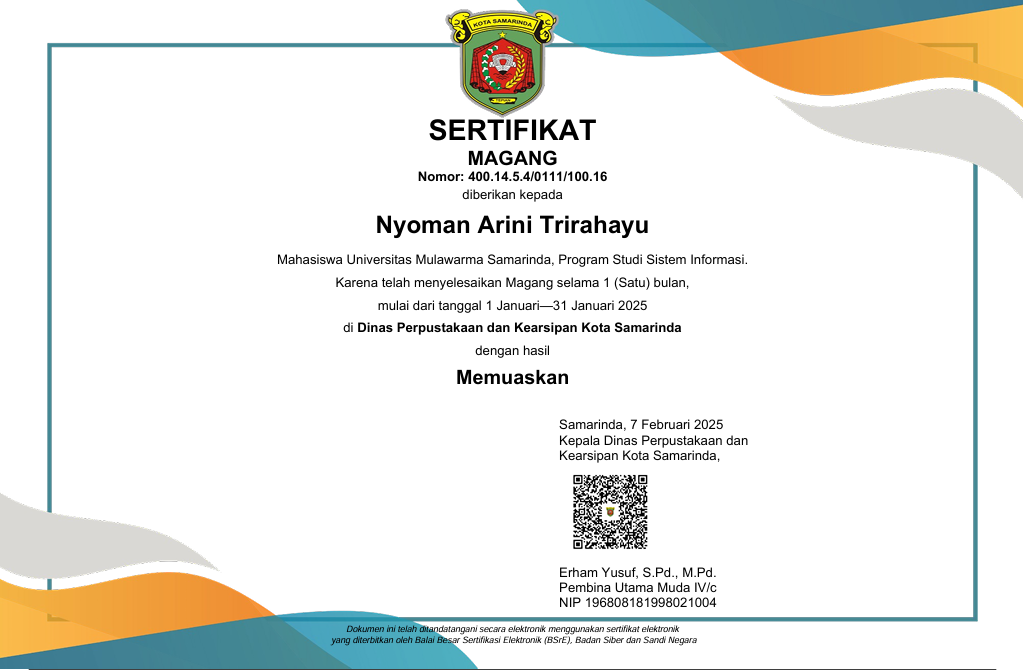 KOTA SAMARINDA
SERTIFIKAT
MAGANG
Nomor: 400.14.5.4/0111/100.16
diberikan kepada
Nyoman Arini Trirahayu
Mahasiswa Universitas Mulawarma Samarinda, Program Studi Sistem Informasi.
Karena telah menyelesaikan Magang selama 1 (Satu) bulan,
mulai dari tanggal 1 Januari—31 Januari 2025
di Dinas Perpustakaan dan Kearsipan Kota Samarinda
dengan hasil
Memuaskan
Samarinda, 7 Februari 2025
Kepala Dinas Perpustakaan dan
Kearsipan Kota Samarinda,
Erham Yusuf, S.Pd., M.Pd.
Pembina Utama Muda IV/c
NIP 196808181998021004
Dokumen ini telah ditandatangani secara elektronik menggunakan sertifikat elektronik
yang diterbitkan oleh Balai Besar Sertifikasi Elektronik (BSrE), Badan Siber dan Sandi Negara